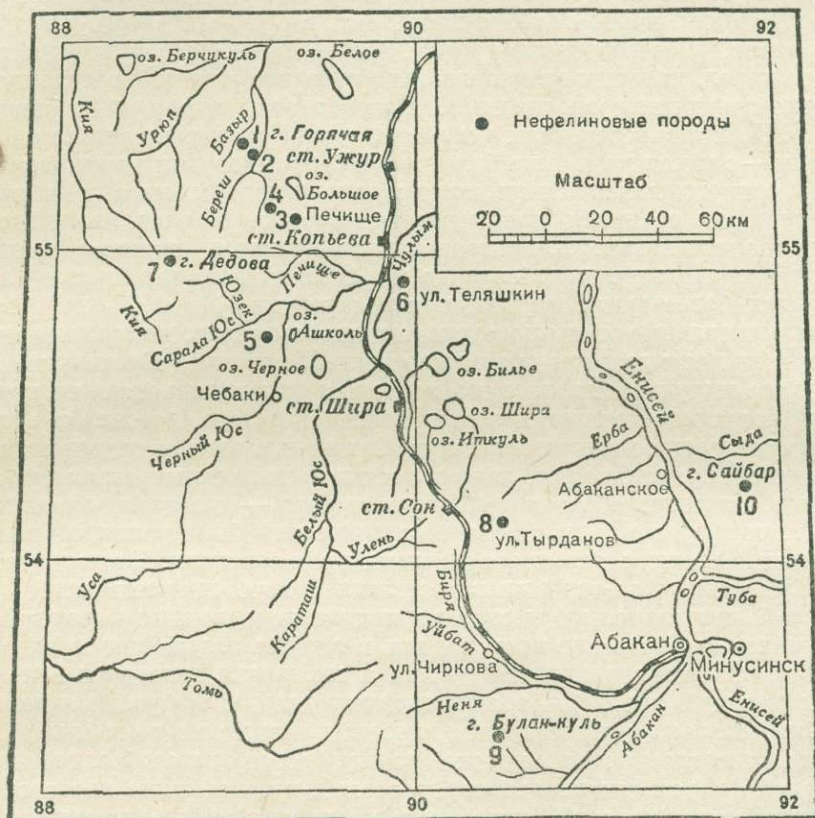 88
90
92
оз. Берчикуль
оз. Белое
Кия
Урюп
Базыр
1
г. Горячая
2
ст. Ужур
Береш
4
оз.
Большое
3
Печище
ст. Копьева
55
55
7
г. Дедова
Печище
Чулым
6
ул. Теляшкин
Юзек
Кия
Сарала Юс
5
оз.
Ашколь
оз. Черное
оз. Билье
Чебаки
ст. Шира
оз. Шира
оз. Иткуль
Черный Юс
Белый Юс
Енисей
Ерба
Сыда
г. Сайбар
Абаканское
10
ст. Сон
8
ул. Тырданов
Улень
54
54
Уса
Караташ
Биря
Туба
Уйбат
Абакан
Минусинск
ул. Чиркова
Томь
Неня
г. Булан-куль
9
Абакан
Енисей
88
90
92
Нефелиновые породы
Масштаб
20 0 20 40 60 км